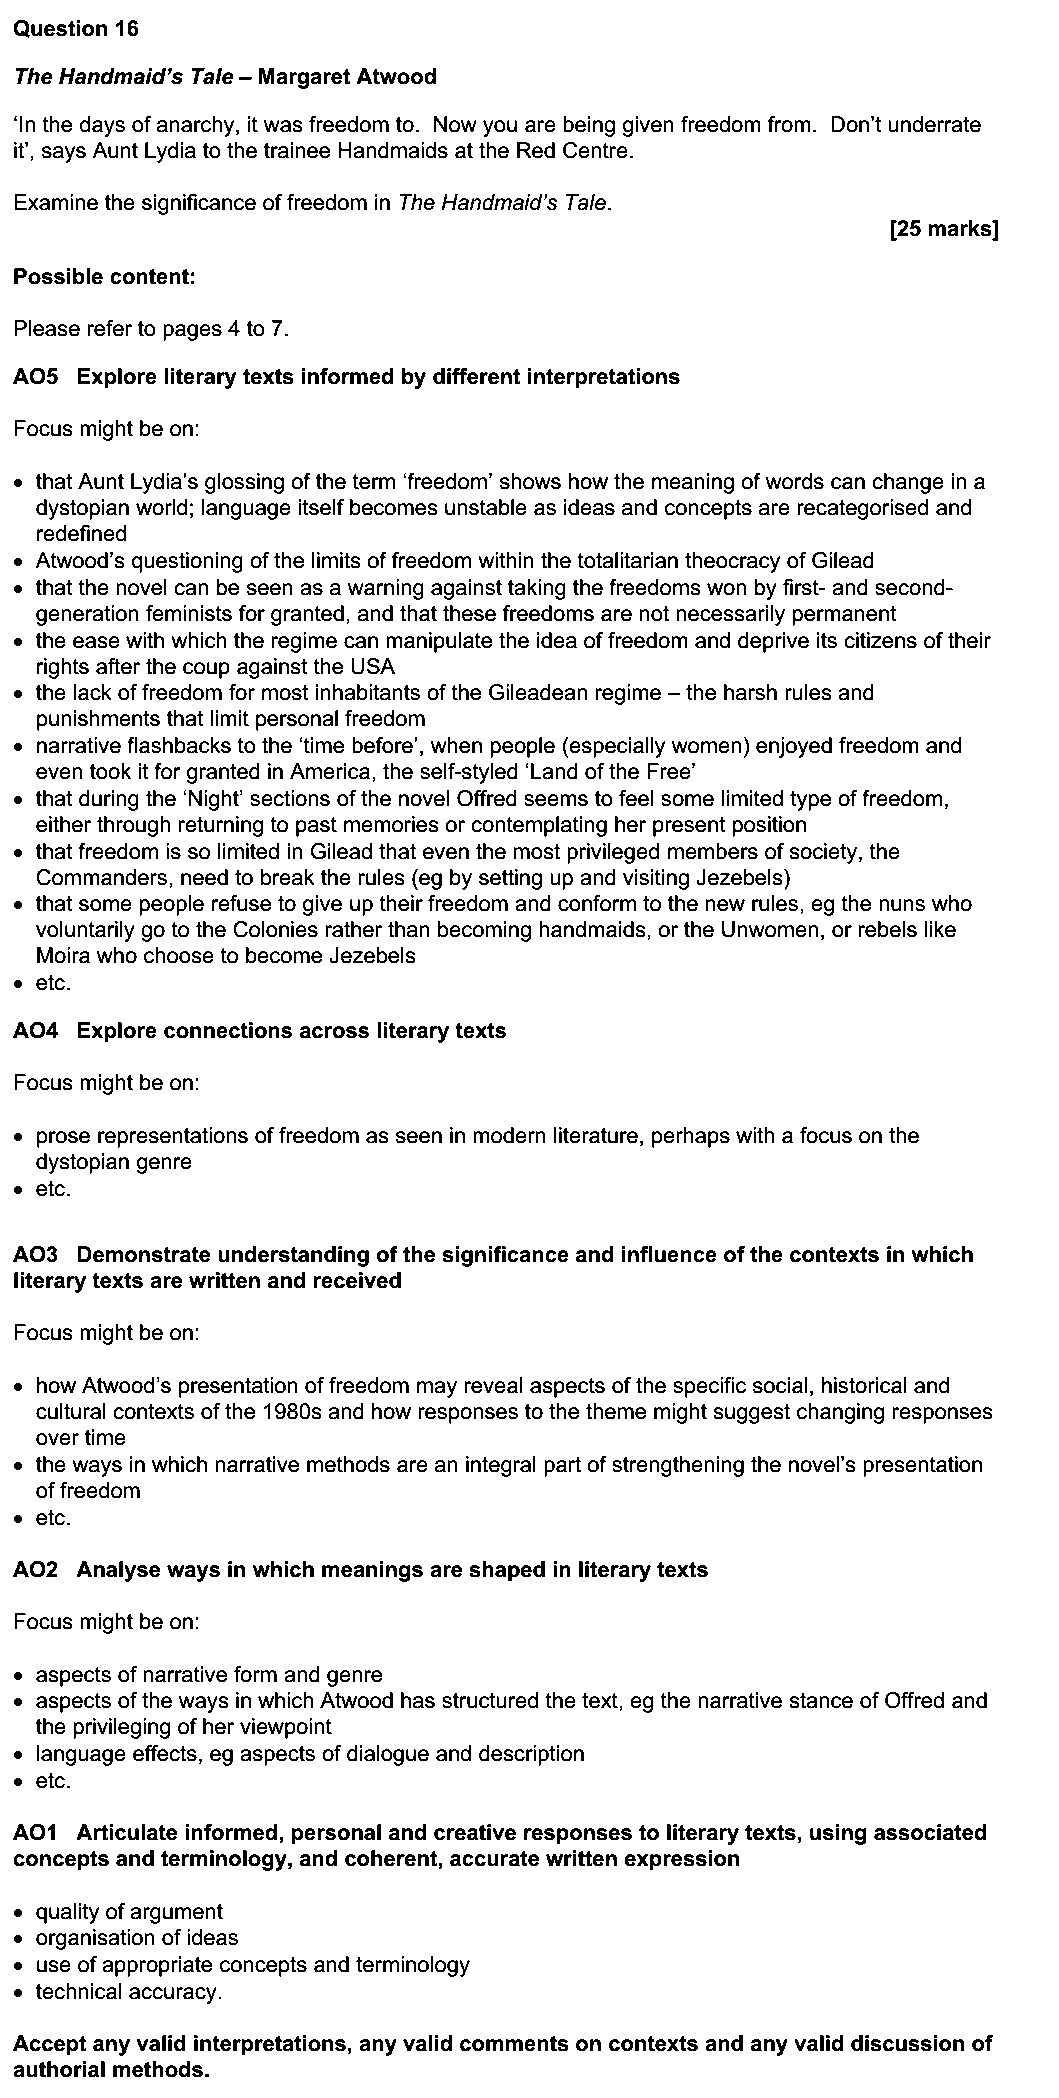 Question 16
The Handmaid's Tale – Margaret Atwood
'In the days of anarchy, it was freedom to.  Now you are being given freedom from.  Don't underrate
it', says Aunt Lydia to the trainee Handmaids at the Red Centre.
Examine the significance of freedom in The Handmaid's Tale.
[25 marks]
Possible content:
Please refer to pages 4 to 7.
AO5   Explore literary texts informed by different interpretations
Focus might be on:
• that Aunt Lydia's glossing of the term 'freedom' shows how the meaning of words can change in a
dystopian world; language itself becomes unstable as ideas and concepts are recategorised and
redefined
• Atwood's questioning of the limits of freedom within the totalitarian theocracy of Gilead
• that the novel can be seen as a warning against taking the freedoms won by first- and second-
generation feminists for granted, and that these freedoms are not necessarily permanent
• the ease with which the regime can manipulate the idea of freedom and deprive its citizens of their
rights after the coup against the USA
• the lack of freedom for most inhabitants of the Gileadean regime – the harsh rules and
punishments that limit personal freedom
• narrative flashbacks to the 'time before', when people (especially women) enjoyed freedom and
even took it for granted in America, the self-styled 'Land of the Free'
• that during the 'Night' sections of the novel Offred seems to feel some limited type of freedom,
either through returning to past memories or contemplating her present position
• that freedom is so limited in Gilead that even the most privileged members of society, the
Commanders, need to break the rules (eg by setting up and visiting Jezebels)
• that some people refuse to give up their freedom and conform to the new rules, eg the nuns who
voluntarily go to the Colonies rather than becoming handmaids, or the Unwomen, or rebels like
Moira who choose to become Jezebels
• etc.
AO4   Explore connections across literary texts
Focus might be on:
• prose representations of freedom as seen in modern literature, perhaps with a focus on the
dystopian genre
• etc.
AO3   Demonstrate understanding of the significance and influence of the contexts in which
literary texts are written and received
Focus might be on:
• how Atwood's presentation of freedom may reveal aspects of the specific social, historical and
cultural contexts of the 1980s and how responses to the theme might suggest changing responses
over time
• the ways in which narrative methods are an integral part of strengthening the novel's presentation
of freedom
• etc.
AO2   Analyse ways in which meanings are shaped in literary texts
Focus might be on:
• aspects of narrative form and genre
• aspects of the ways in which Atwood has structured the text, eg the narrative stance of Offred and
the privileging of her viewpoint
• language effects, eg aspects of dialogue and description
• etc.
AO1   Articulate informed, personal and creative responses to literary texts, using associated
concepts and terminology, and coherent, accurate written expression
• quality of argument
• organisation of ideas
• use of appropriate concepts and terminology
• technical accuracy.
Accept any valid interpretations, any valid comments on contexts and any valid discussion of
authorial methods.